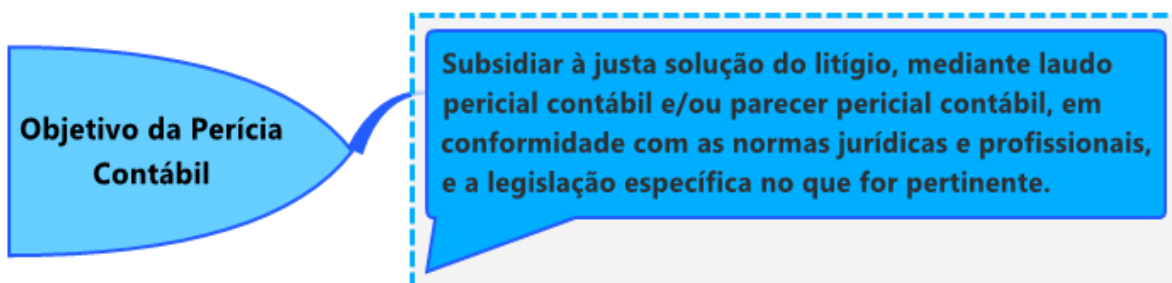 Objetivo da Perícia
Contábil
Subsidiar à justa solução do litígio, mediante laudo
pericial contábil e/ou parecer pericial contábil, em
conformidade com as normas jurídicas e profissionais,
e a legislação específica no que for pertinente.